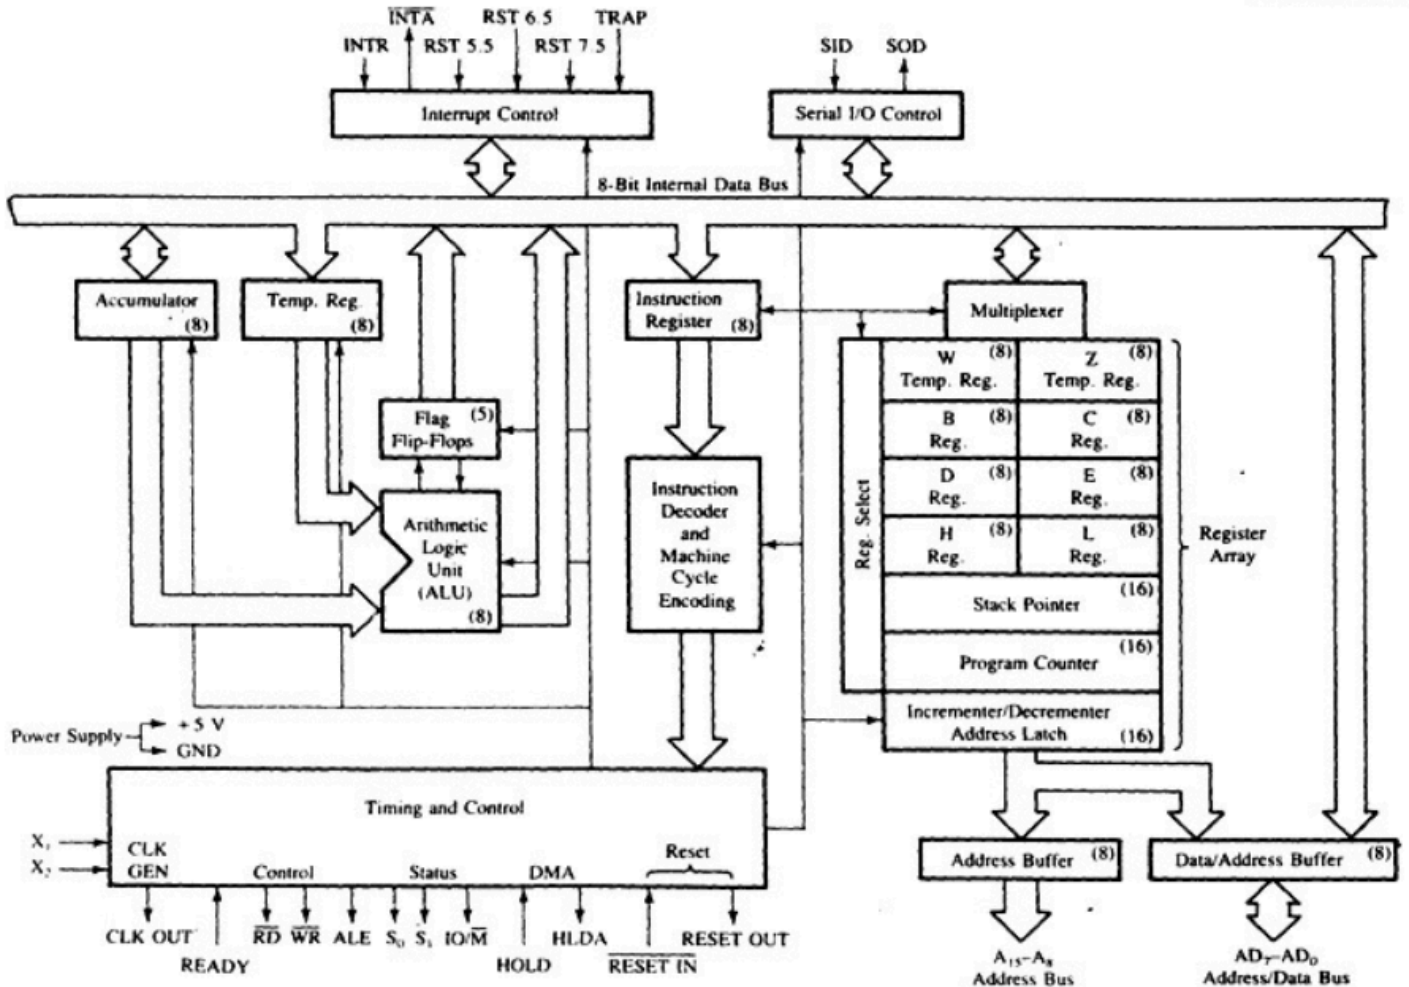 INTA
RST 6.5
TRAP
INTR
RST 5.5
RST 7.5
SID
SOD
Interrupt Control
Serial I/O Control
8-Bit Internal Data Bus
Accumulator
(8)
Temp. Reg.
(8)
Instruction
Register
(8)
Multiplexer
Flag
(5)
Flip-Flops
Arithmetic
Logic
Unit
(ALU)
(8)
Instruction
Decoder
and
Machine
Cycle
Encoding
Reg. Select
W (8)
Temp. Reg.
Z (8)
Temp. Reg.
B (8)
Reg.
C (8)
Reg.
D (8)
Reg.
E (8)
Reg.
H (8)
Reg.
L (8)
Reg.
(16)
Stack Pointer
(16)
Program Counter
Incrementer/Decrementer
Address Latch (16)
Register
Array
Power Supply
+5 V
GND
Timing and Control
X₁
X₂
CLK
GEN
Control
Status
DMA
Reset
CLK OUT
READY
RD
WR
ALE
S₀
S₁
IO/M
HOLD
HLDA
RESET IN
RESET OUT
Address Buffer (8)
Data/Address Buffer (8)
A₁₅–A₈
Address Bus
AD₇–AD₀
Address/Data Bus